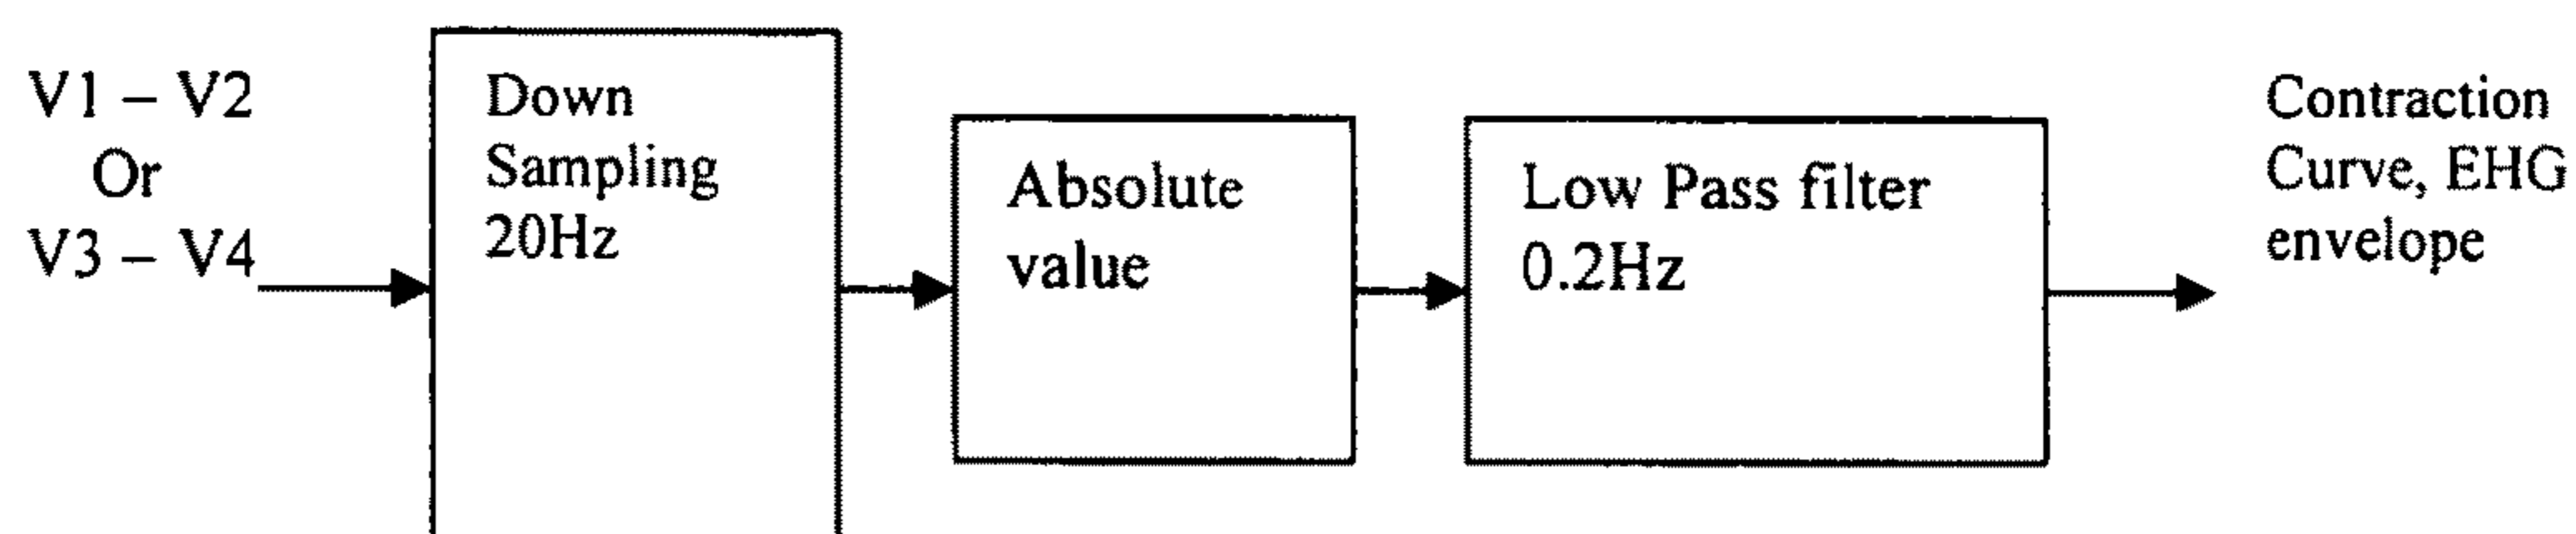 V1 – V2
Or
V3 – V4
Down
Sampling
20Hz
Absolute
value
Low Pass filter
0.2Hz
Contraction
Curve, EHG
envelope